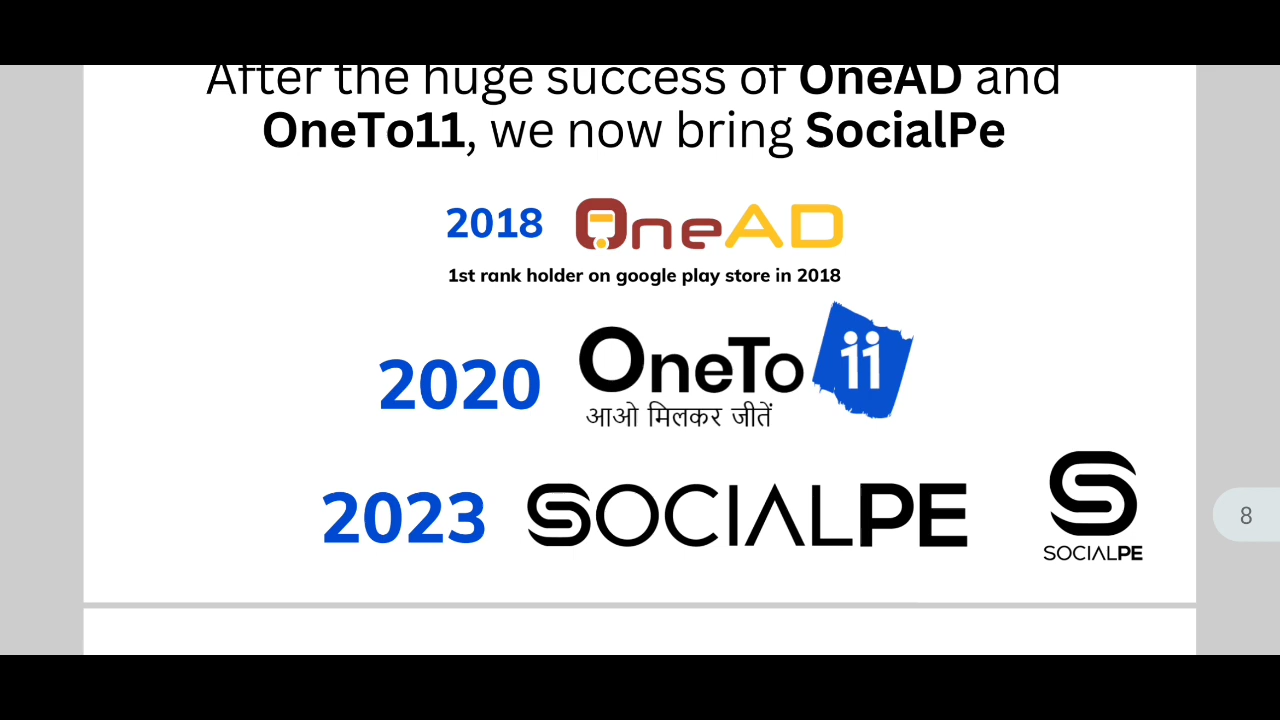 After the huge success of OneAD and
OneTo11, we now bring SocialPe
2018 OneAD
1st rank holder on google play store in 2018
2020 OneTo 11
आओ मिलकर जीतें
2023 SOCIALPE
SOCIALPE
8